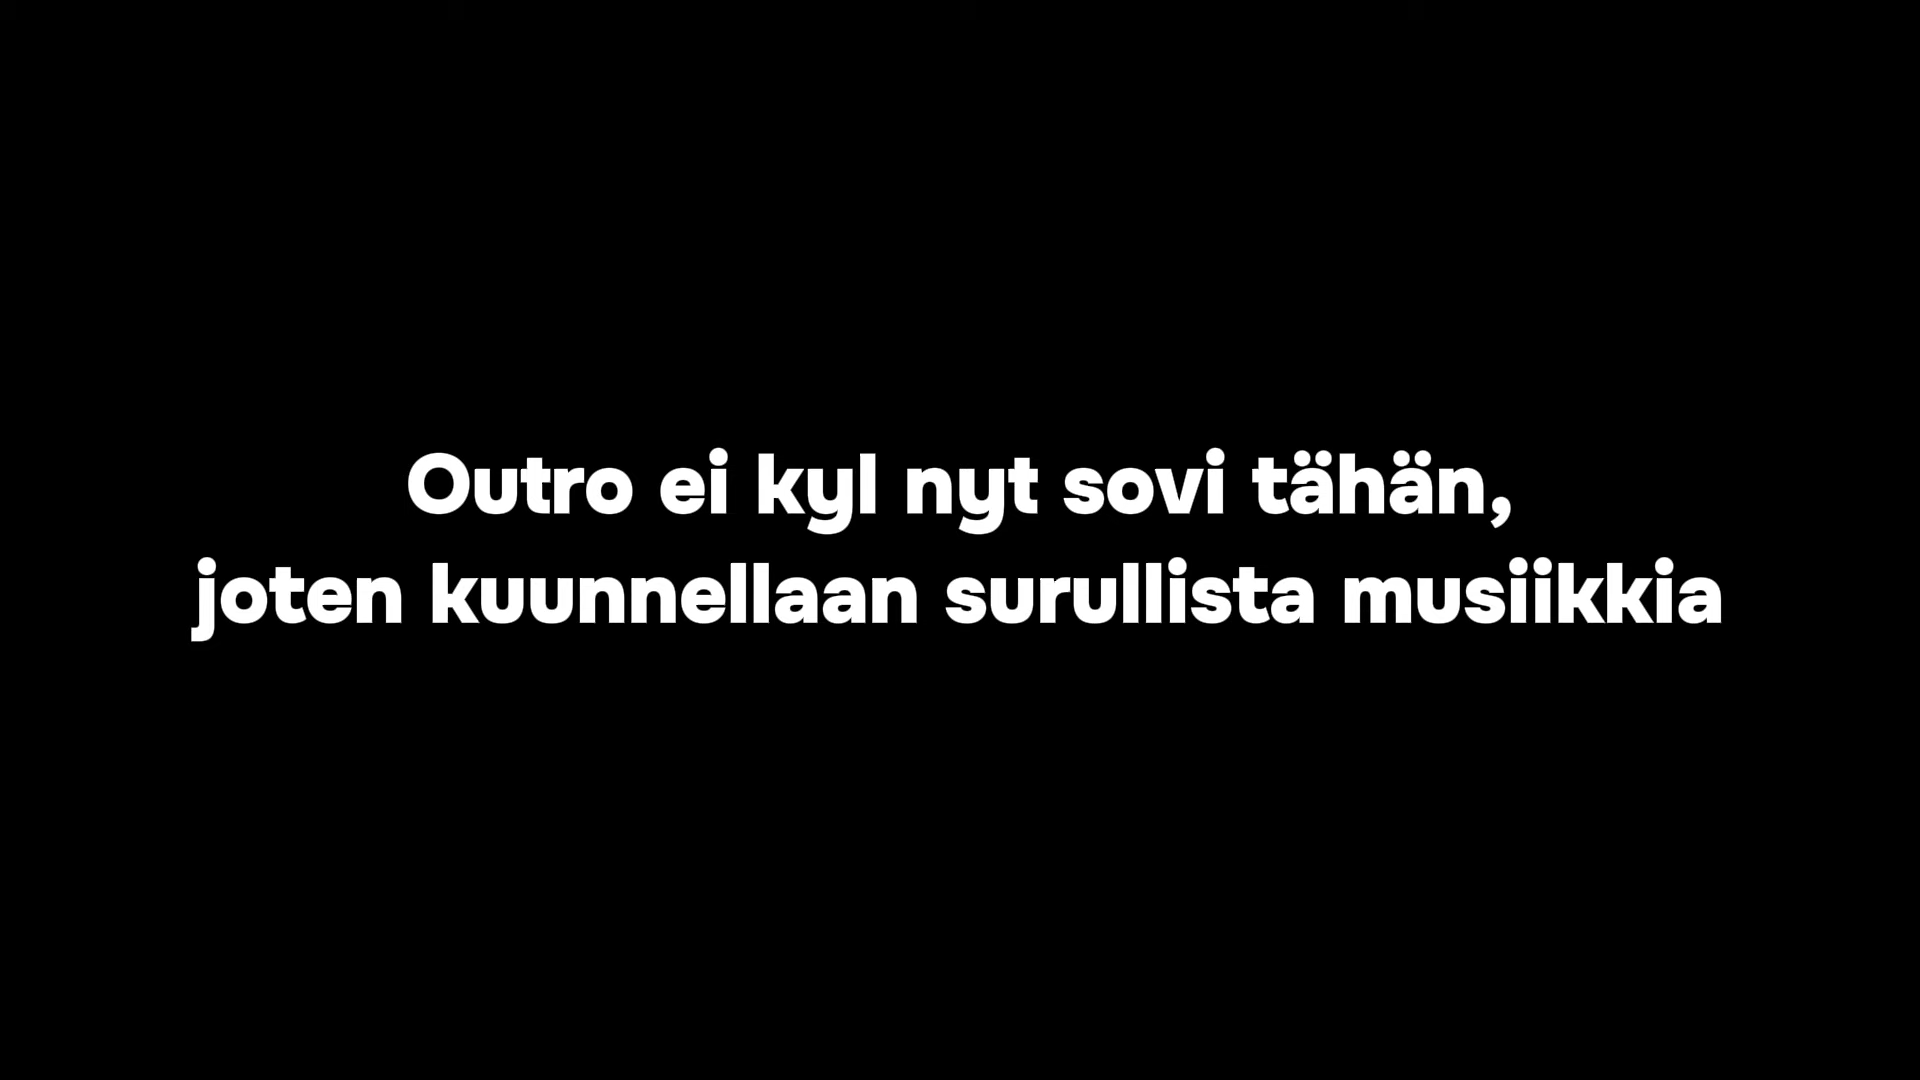 Outro ei kyl nyt sovi tähän,
joten kuunnellaan surullista musiikkia